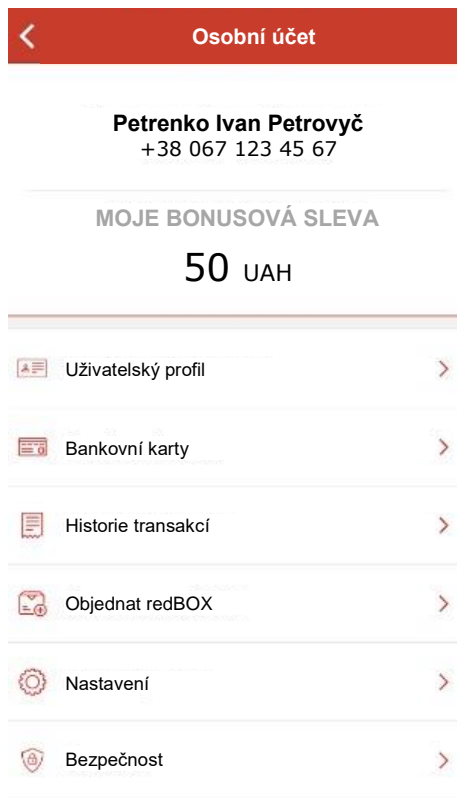 Osobní účet
Petrenko Ivan Petrovyč
+38 067 123 45 67
MOJE BONUSOVÁ SLEVA
50 UAH
Uživatelský profil
Bankovní karty
Historie transakcí
Objednat redBOX
Nastavení
Bezpečnost